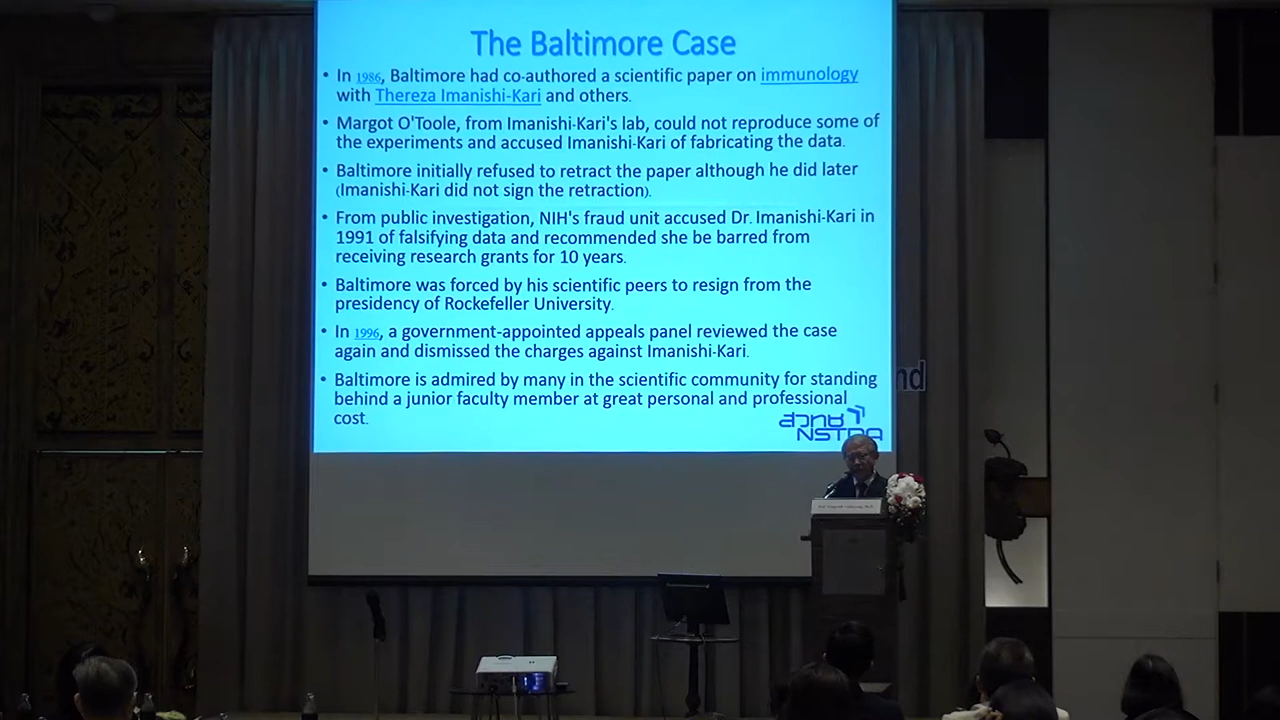 The Baltimore Case
• In 1986, Baltimore had co-authored a scientific paper on immunology
with Thereza Imanishi-Kari and others.
• Margot O'Toole, from Imanishi-Kari's lab, could not reproduce some of
the experiments and accused Imanishi-Kari of fabricating the data.
• Baltimore initially refused to retract the paper although he did later
(Imanishi-Kari did not sign the retraction).
• From public investigation, NIH's fraud unit accused Dr. Imanishi-Kari in
1991 of falsifying data and recommended she be barred from
receiving research grants for 10 years.
• Baltimore was forced by his scientific peers to resign from the
presidency of Rockefeller University.
• In 1996, a government-appointed appeals panel reviewed the case
again and dismissed the charges against Imanishi-Kari.
• Baltimore is admired by many in the scientific community for standing
behind a junior faculty member at great personal and professional
cost.
สวทช
NSTDA
nd